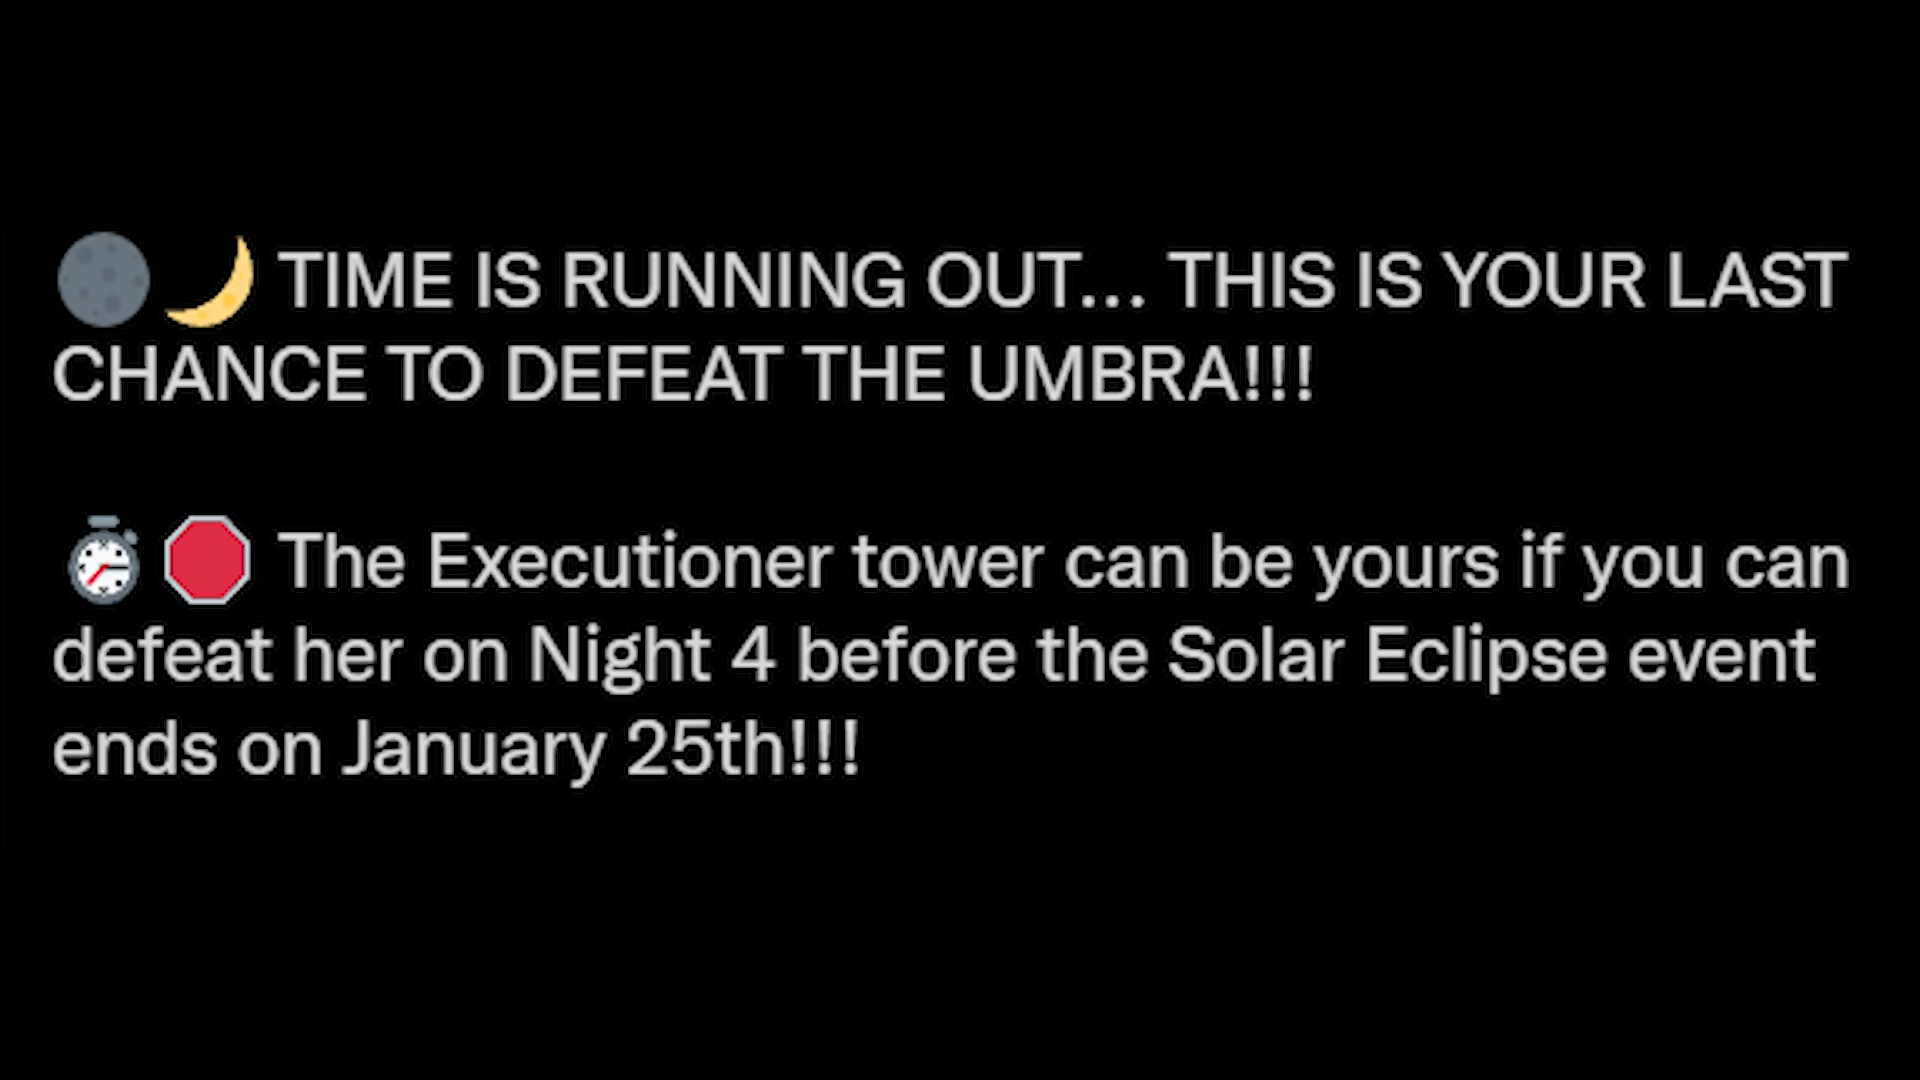 🌑🌙 TIME IS RUNNING OUT... THIS IS YOUR LAST
CHANCE TO DEFEAT THE UMBRA!!!
⏱️🛑 The Executioner tower can be yours if you can
defeat her on Night 4 before the Solar Eclipse event
ends on January 25th!!!